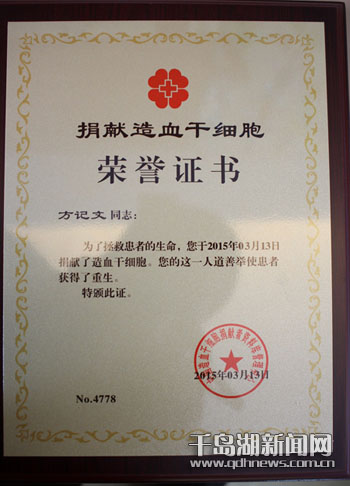 捐献造血干细胞
荣誉证书
方记文 同志：
为了拯救患者的生命，您于2015年03月13日
捐献了造血干细胞。您的这一人道善举使患者
获得了重生。
特颁此证。
2015年03月13日
No.4778
千岛湖新闻网
www.qdhnews.com.cn